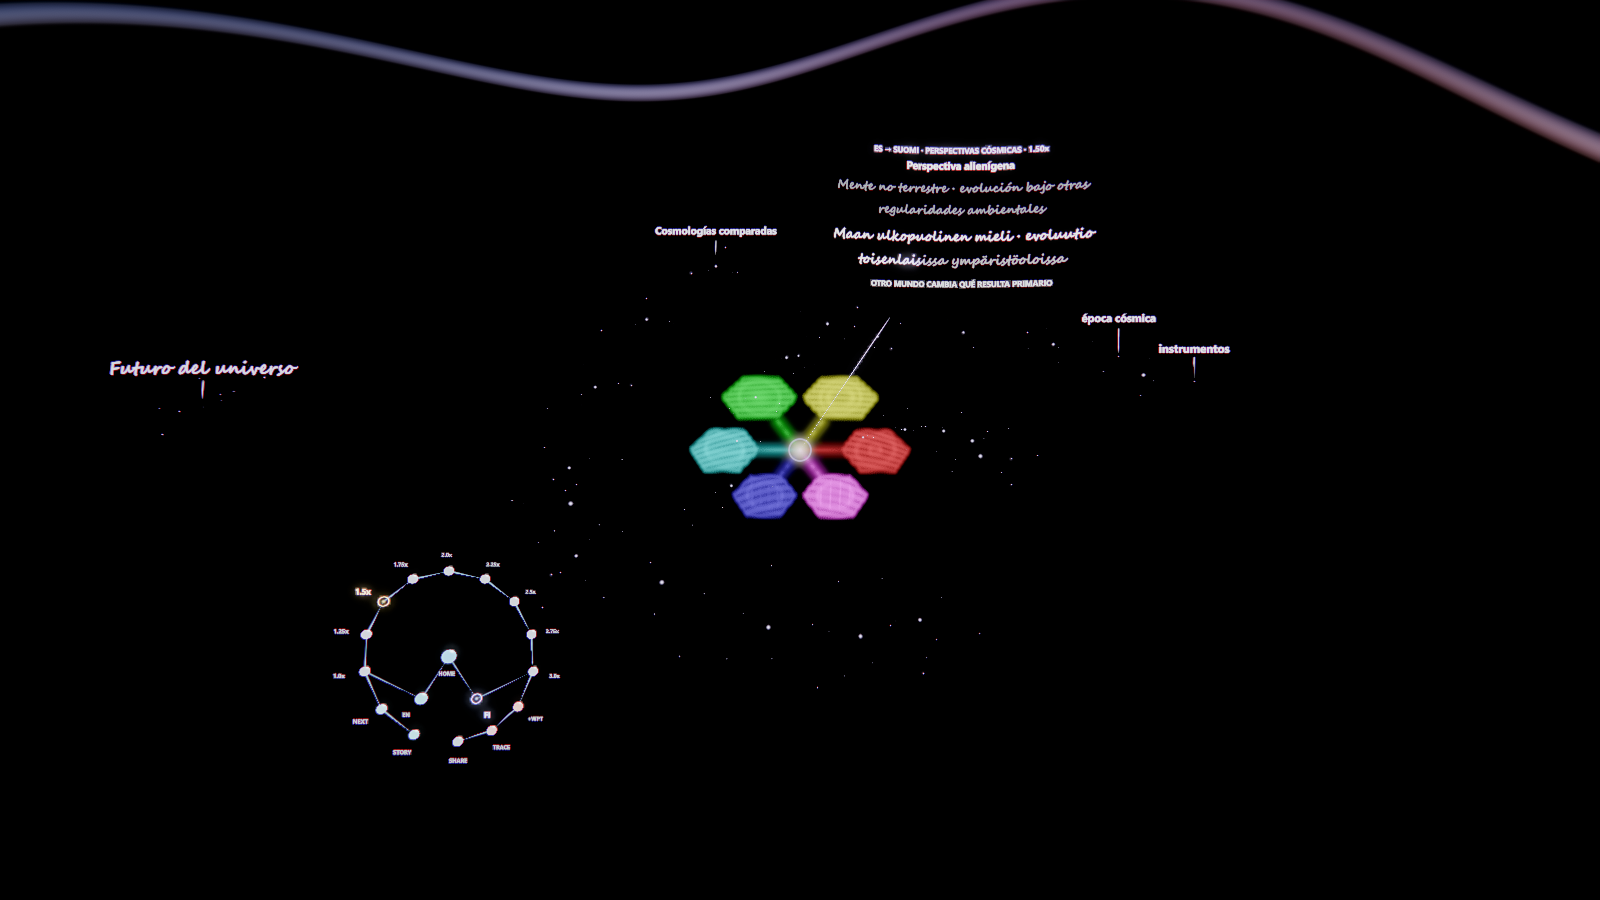 ES → SUOMI · PERSPECTIVAS CÓSMICAS · 1.50x
Perspectiva alienígena
Mente no terrestre · evolución bajo otras
regularidades ambientales
Maan ulkopuolinen mieli · evoluutio
toisenlaisissa ympäristöoloissa
OTRO MUNDO CAMBIA QUÉ RESULTA PRIMARIO
Cosmologías comparadas
época cósmica
instrumentos
Futuro del universo
2.0x
1.75x
2.25x
1.5x
2.5x
1.25x
2.75x
1.0x
HOME
3.0x
EN
FI
NEXT
+WPT
STORY
TRACE
SHARE